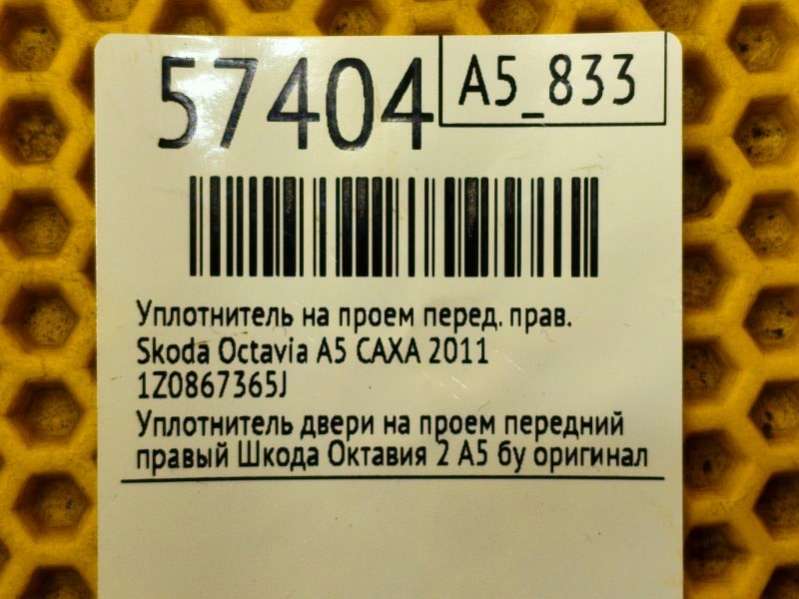 57404
A5_833
Уплотнитель на проем перед. прав.
Skoda Octavia A5 CAXA 2011
1Z0867365J
Уплотнитель двери на проем передний
правый Шкода Октавия 2 А5 бу оригинал